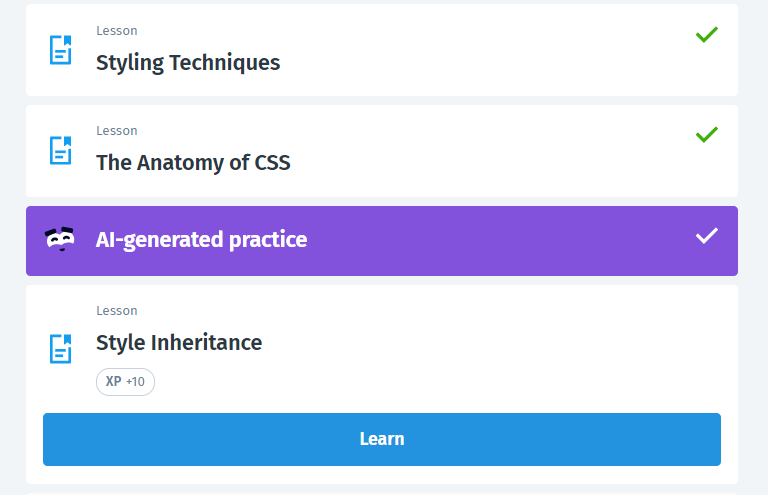 Lesson
Styling Techniques
Lesson
The Anatomy of CSS
AI-generated practice
Lesson
Style Inheritance
XP +10
Learn